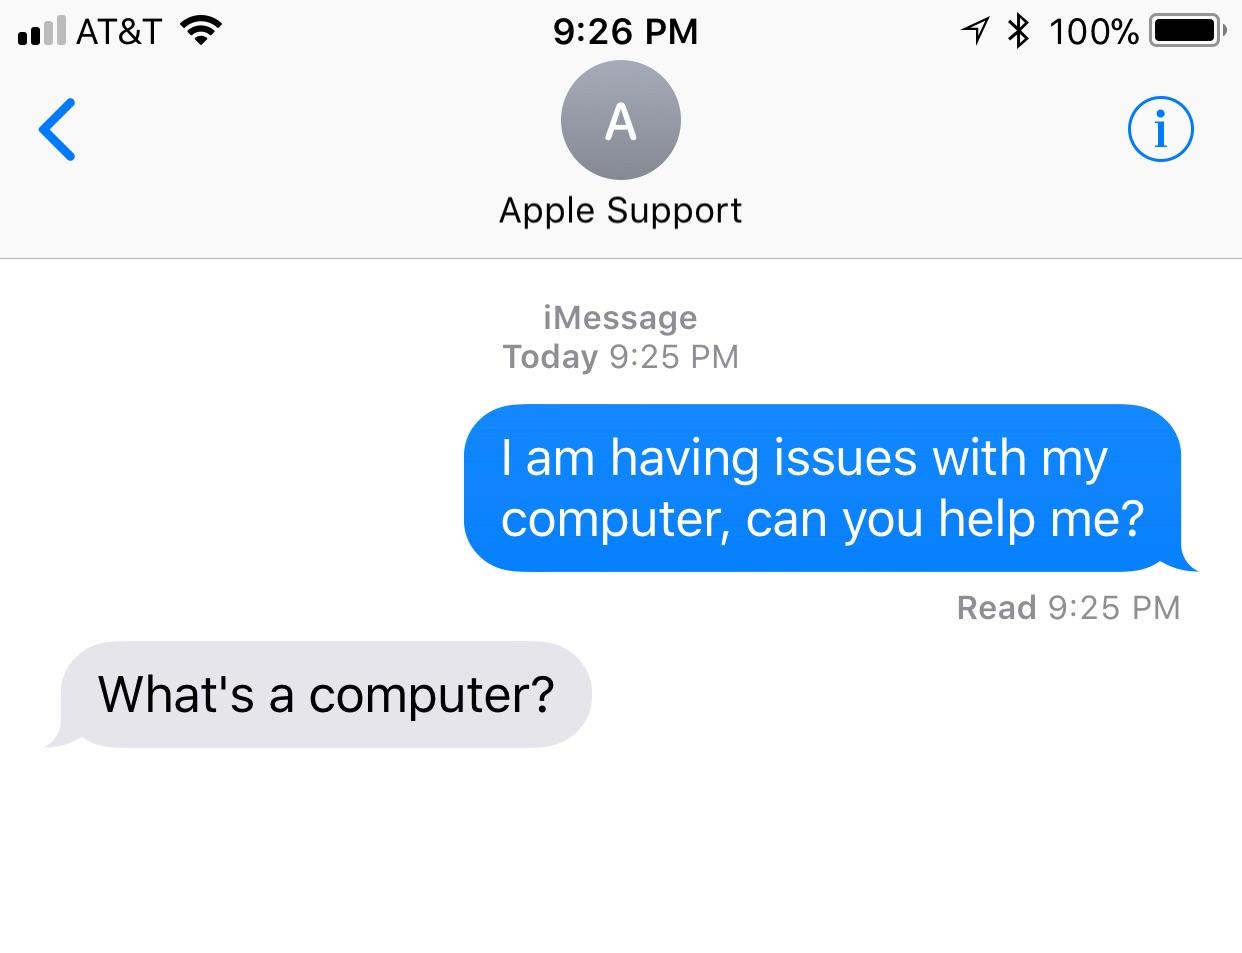 AT&T 9:26 PM 100%
A
i
Apple Support
iMessage
Today 9:25 PM
I am having issues with my
computer, can you help me?
Read 9:25 PM
What's a computer?